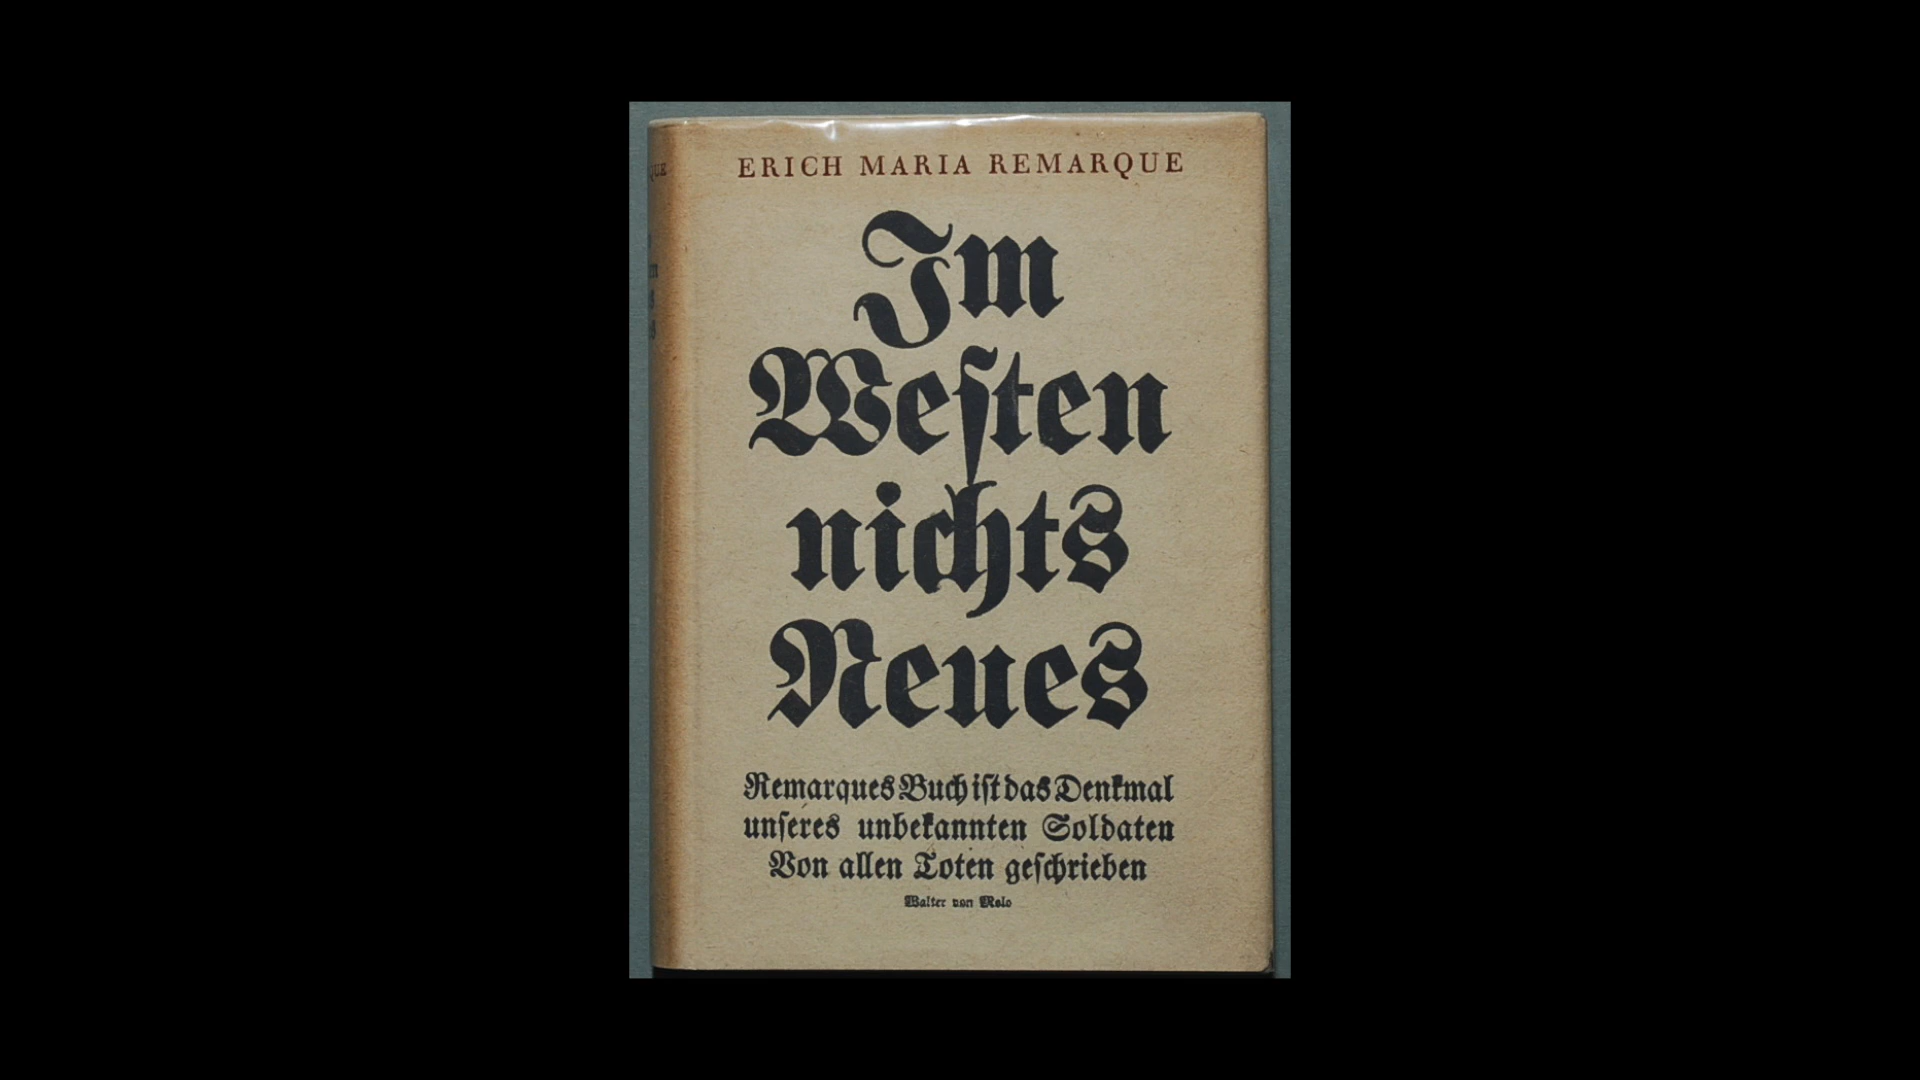 ERICH MARIA REMARQUE
Im
Weſten
nichts
Neues
Remarques Buch iſt das Denkmal
unſeres unbekannten Soldaten
Von allen Toten geſchrieben
Walter von Molo